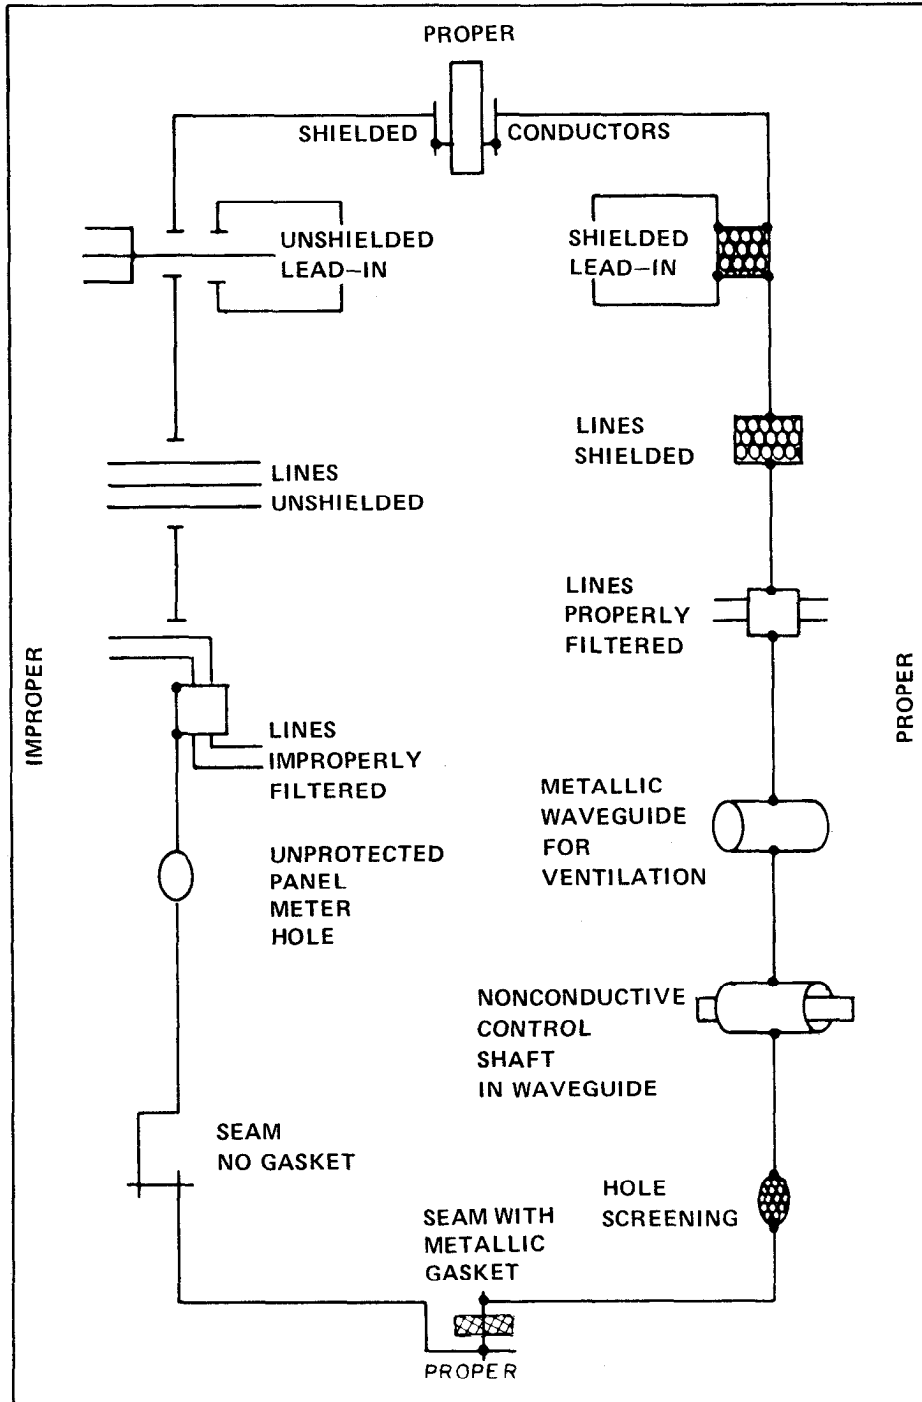 PROPER
SHIELDED CONDUCTORS
UNSHIELDED
LEAD-IN
SHIELDED
LEAD-IN
LINES
UNSHIELDED
LINES
SHIELDED
LINES
PROPERLY
FILTERED
IMPROPER
PROPER
LINES
IMPROPERLY
FILTERED
METALLIC
WAVEGUIDE
FOR
VENTILATION
UNPROTECTED
PANEL
METER
HOLE
NONCONDUCTIVE
CONTROL
SHAFT
IN WAVEGUIDE
SEAM
NO GASKET
HOLE
SCREENING
SEAM WITH
METALLIC
GASKET
PROPER